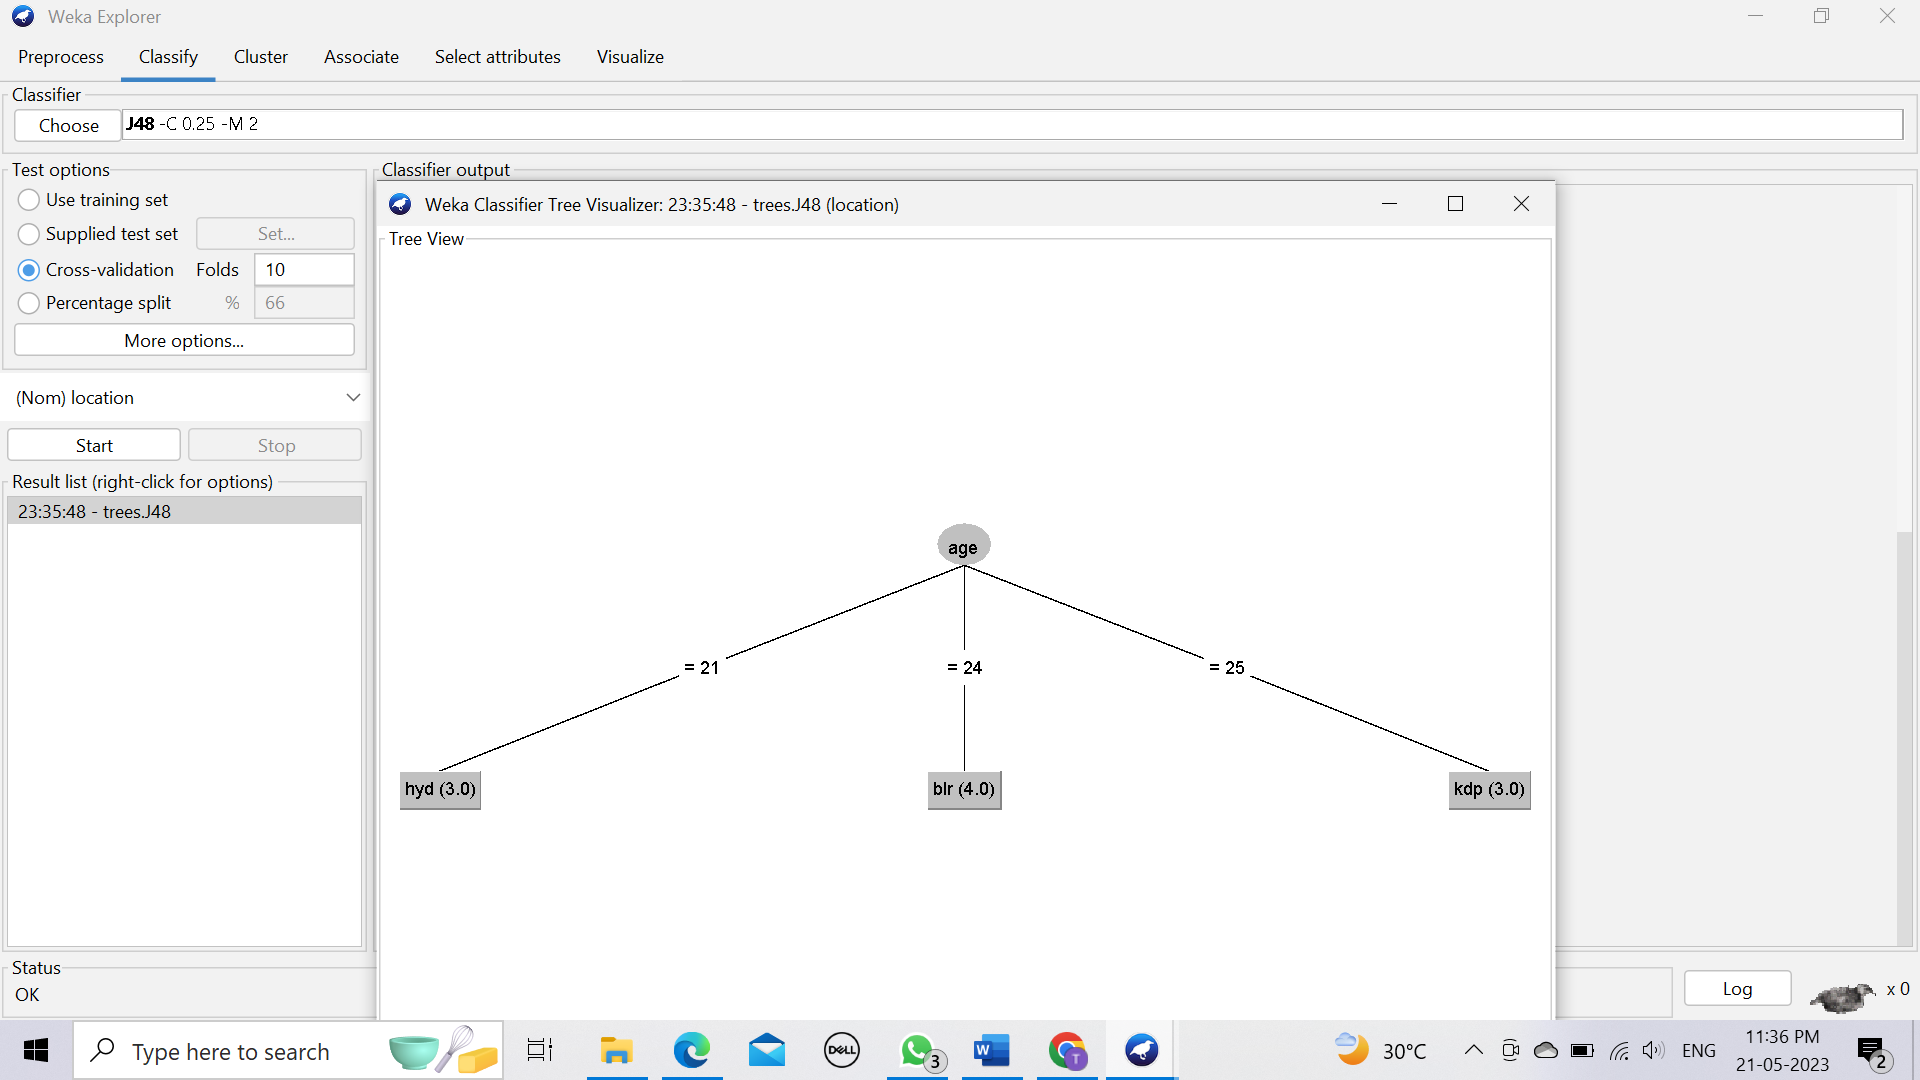 Weka Explorer
Preprocess Classify Cluster Associate Select attributes Visualize
Classifier
Choose J48 -C 0.25 -M 2
Test options
Use training set
Supplied test set Set...
Cross-validation Folds 10
Percentage split % 66
More options...
(Nom) location
Start Stop
Result list (right-click for options)
23:35:48 - trees.J48
Classifier output
Weka Classifier Tree Visualizer: 23:35:48 - trees.J48 (location)
Tree View
age
= 21 = 24 = 25
hyd (3.0) blr (4.0) kdp (3.0)
Status
OK
Log x 0
Type here to search
DELL
3
W
T
30°C
ENG
11:36 PM
21-05-2023
2